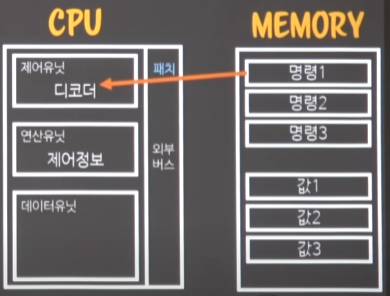 CPU
MEMORY
제어유닛
디코더
연산유닛
제어정보
데이터유닛
패치
외부
버스
명령1
명령2
명령3
값1
값2
값3